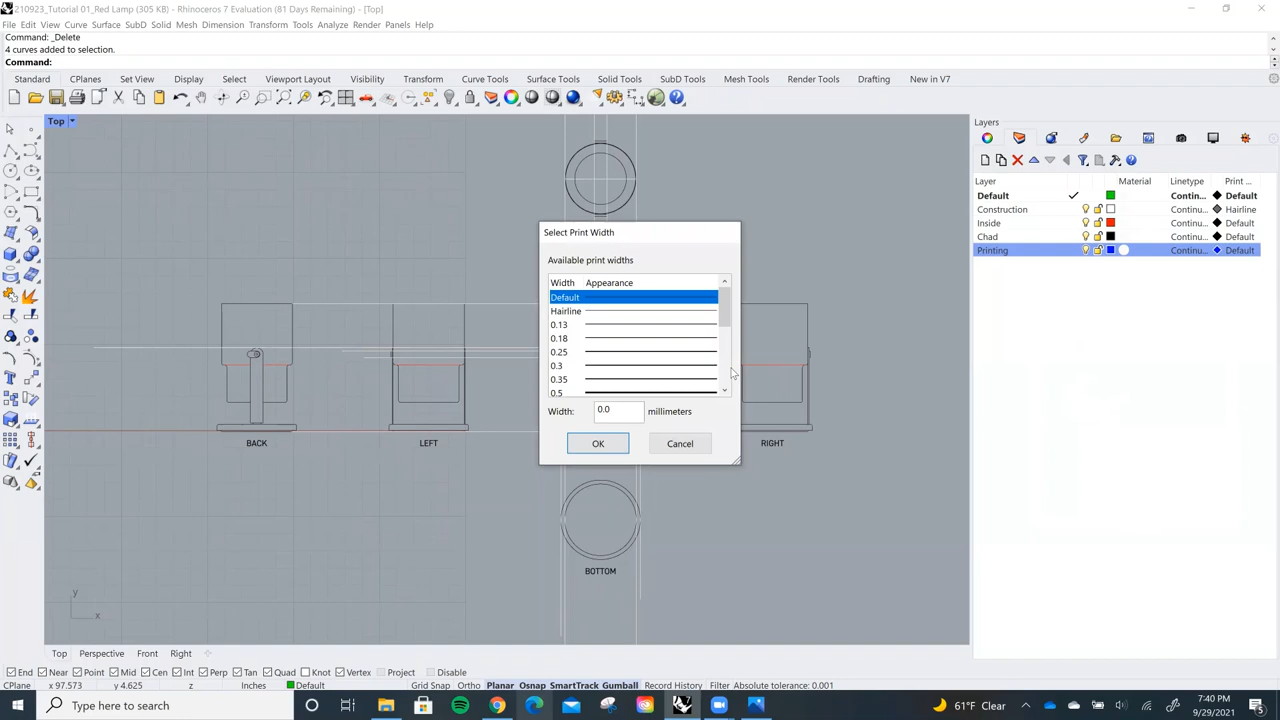 210923_Tutorial 01_Red Lamp (305 KB) - Rhinoceros 7 Evaluation (81 Days Remaining) - [Top]
File Edit View Curve Surface SubD Solid Mesh Dimension Transform Tools Analyze Render Panels Help
Command: _Delete
4 curves added to selection.
Command:
Standard CPlanes Set View Display Select Viewport Layout Visibility Transform Curve Tools Surface Tools Solid Tools SubD Tools Mesh Tools Render Tools Drafting New in V7
Top
Layers
Layer Material Linetype Print ...
Default Contin... Default
Construction Continu... Hairline
Inside Continu... Default
Chad Continu... Default
Printing Continu... Default
Select Print Width
Available print widths
Width Appearance
Default
Hairline
0.13
0.18
0.25
0.3
0.35
0.5
Width: 0.0 millimeters
OK Cancel
BACK LEFT RIGHT
BOTTOM
y
x
Top Perspective Front Right
End Near Point Mid Cen Int Perp Tan Quad Knot Vertex Project Disable
CPlane x 97.573 y 4.625 z Inches Default Grid Snap Ortho Planar Osnap SmartTrack Gumball Record History Filter Absolute tolerance: 0.001
Type here to search
61°F Clear
7:40 PM
9/29/2021
5